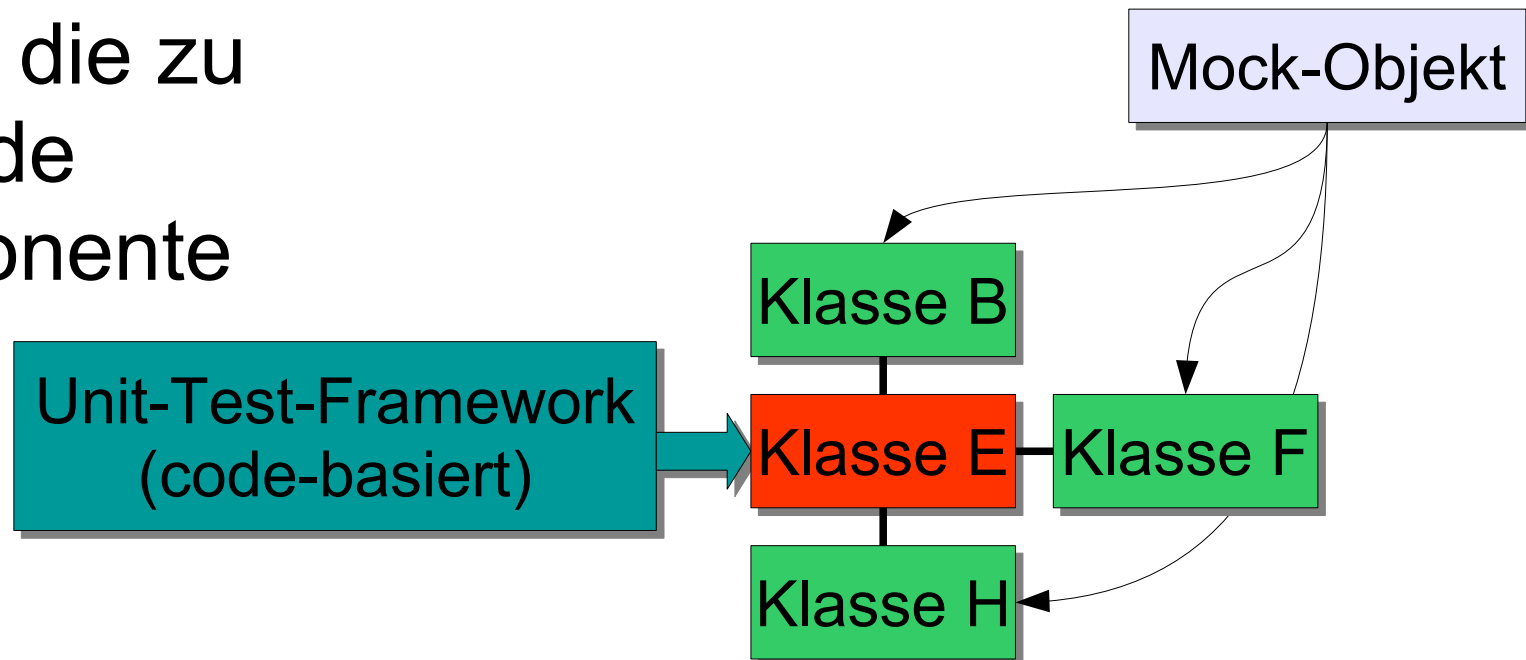 die zu
de
onente
Mock-Objekt
Klasse B
Unit-Test-Framework
(code-basiert)
Klasse E
Klasse F
Klasse H